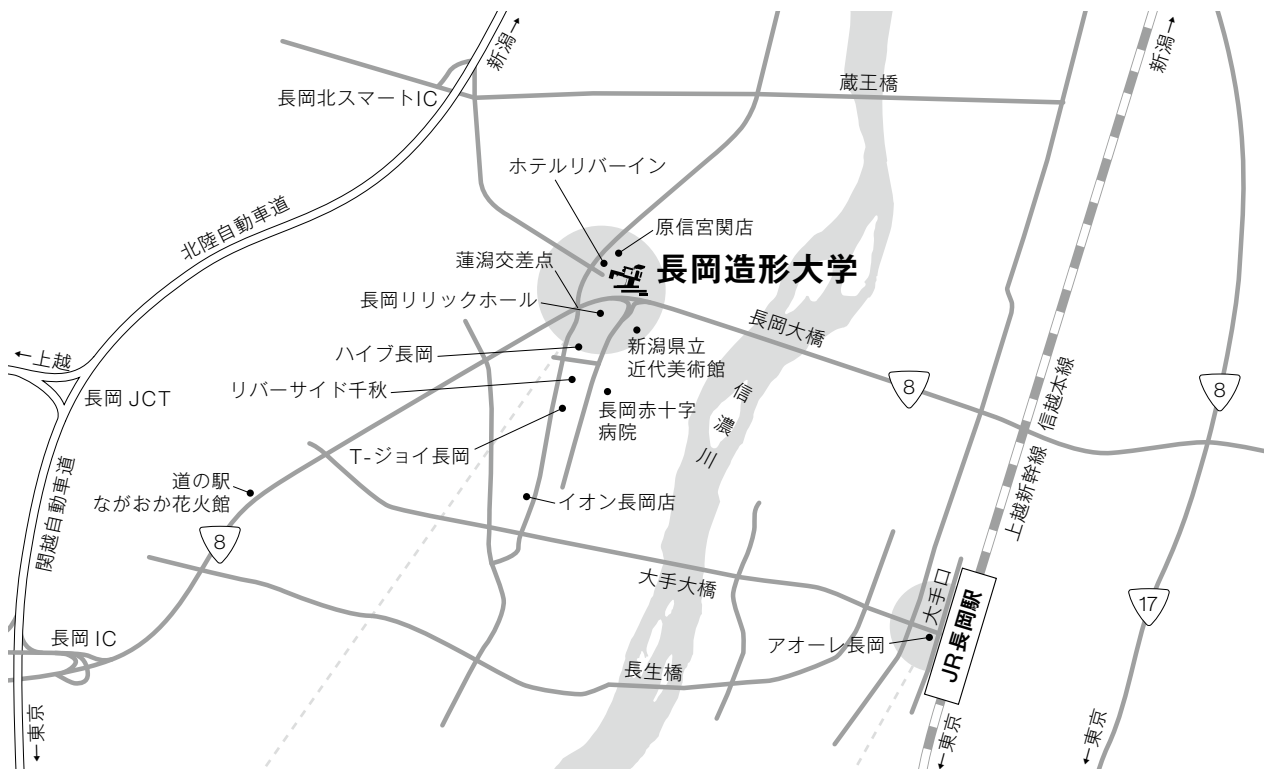 新潟→
新潟→
長岡北スマートIC
蔵王橋
ホテルリバーイン
北陸自動車道
原信宮関店
蓮潟交差点
長岡造形大学
長岡リリックホール
長岡大橋
ハイブ長岡
新潟県立
近代美術館
←上越
リバーサイド千秋
長岡JCT
8
8
信濃川
信越本線
長岡赤十字
病院
T-ジョイ長岡
道の駅
ながおか花火館
イオン長岡店
上越新幹線
関越自動車道
8
大手大橋
大手口
17
長岡IC
アオーレ長岡
JR長岡駅
長生橋
←東京
←東京
←東京